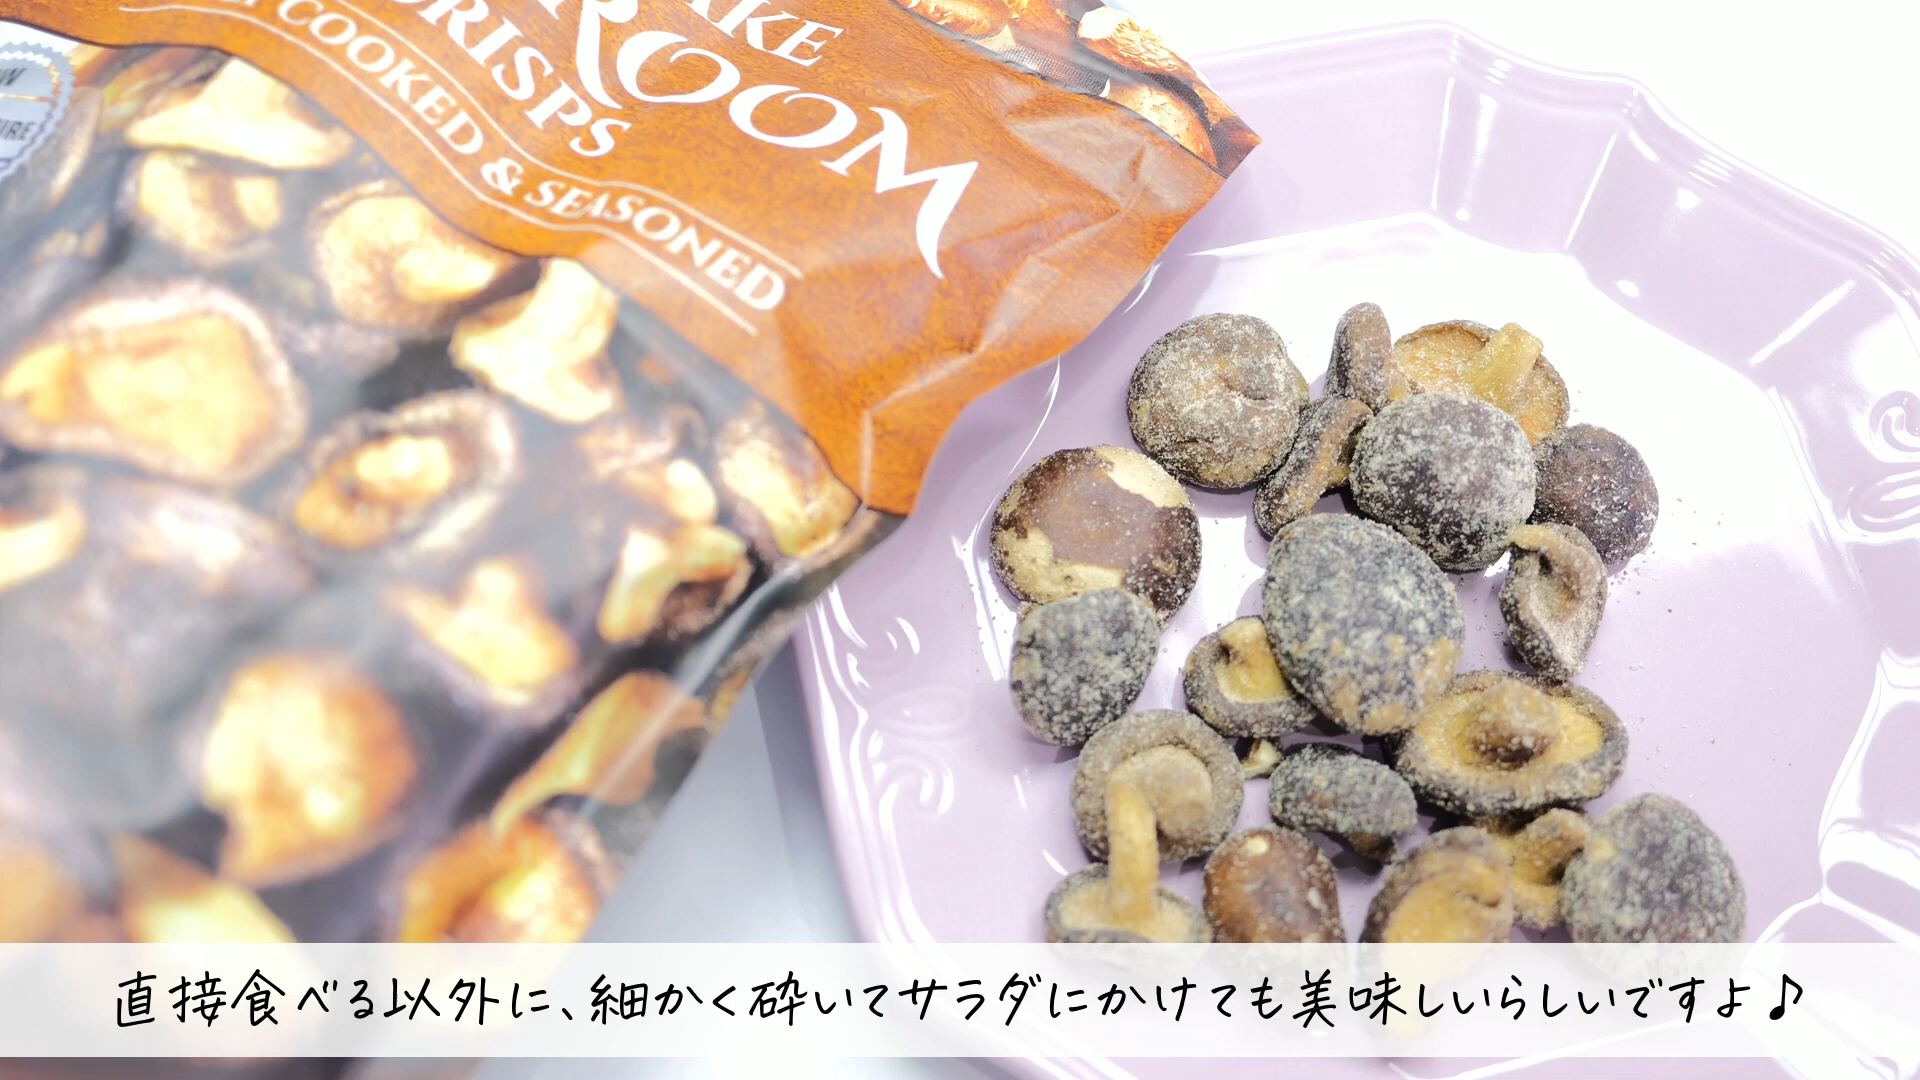 CRISPS
COOKED & SEASONED
直接食べる以外に、細かく砕いてサラダにかけても美味しいらしいですよ♪